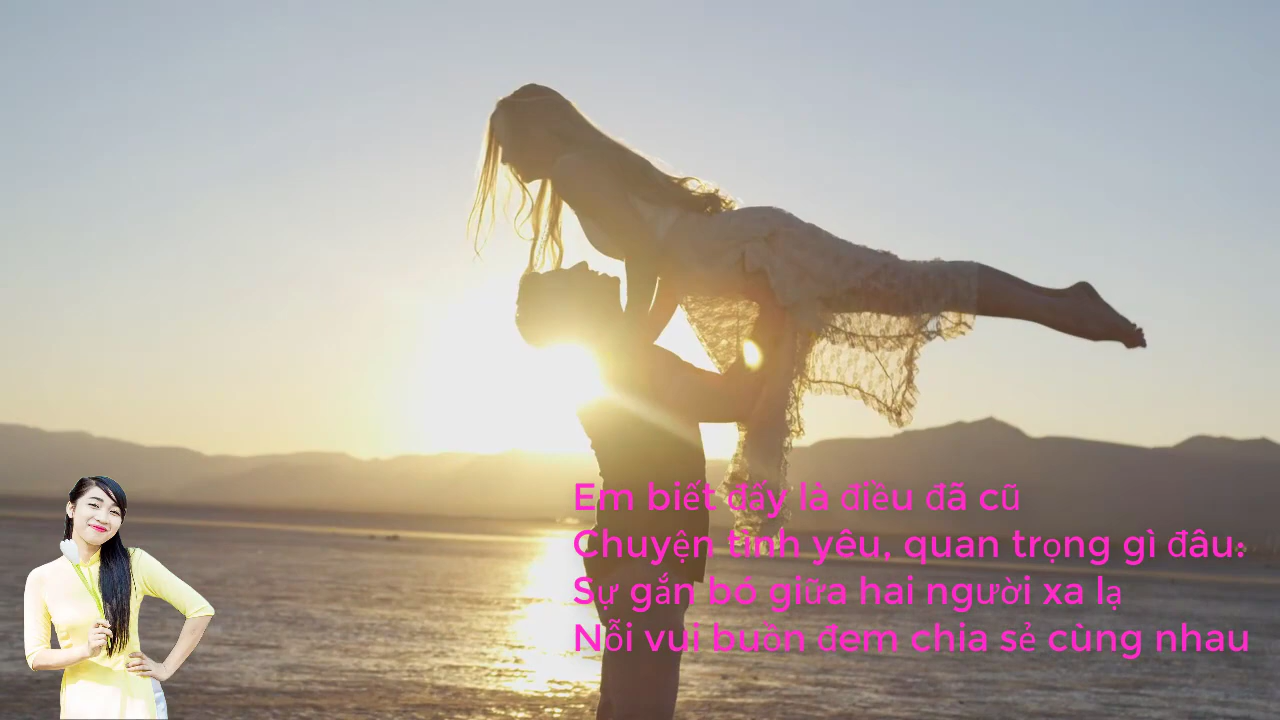 Em biết đấy là điều đã cũ
Chuyện tình yêu, quan trọng gì đâu:
Sự gắn bó giữa hai người xa lạ
Nỗi vui buồn đem chia sẻ cùng nhau